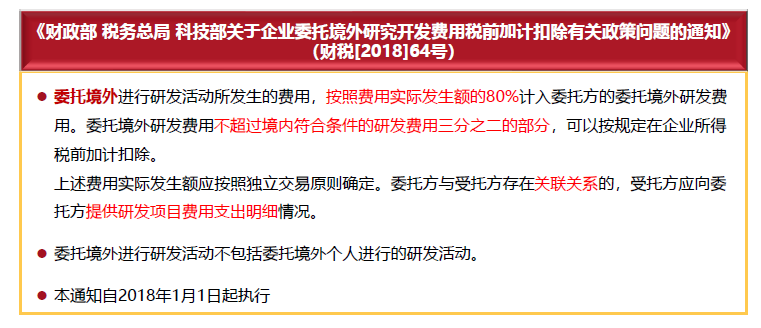 《财政部 税务总局 科技部关于企业委托境外研究开发费用税前加计扣除有关政策问题的通知》
（财税[2018]64号）
委托境外进行研发活动所发生的费用，按照费用实际发生额的80%计入委托方的委托境外研发费
用。委托境外研发费用不超过境内符合条件的研发费用三分之二的部分，可以按规定在企业所得
税前加计扣除。
上述费用实际发生额应按照独立交易原则确定。委托方与受托方存在关联关系的，受托方应向委
托方提供研发项目费用支出明细情况。
委托境外进行研发活动不包括委托境外个人进行的研发活动。
本通知自2018年1月1日起执行